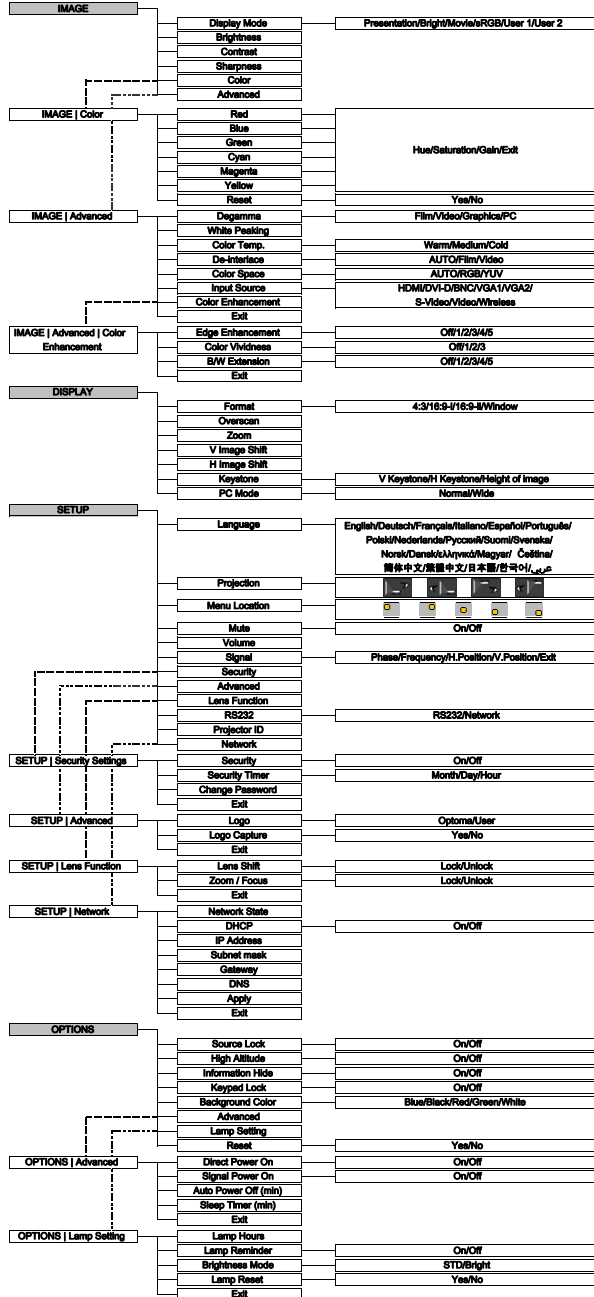 IMAGE
Display Mode Presentation/Bright/Movie/sRGB/User 1/User 2
Brightness
Contrast
Sharpness
Color
Advanced
IMAGE | Color Red
Blue
Green
Hue/Saturation/Gain/Exit
Cyan
Magenta
Yellow
Reset Yes/No
IMAGE | Advanced Degamma Film/Video/Graphics/PC
White Peaking
Color Temp. Warm/Medium/Cold
De-interlace AUTO/Film/Video
Color Space AUTO/RGB/YUV
Input Source HDMI/DVI-D/BNC/VGA1/VGA2/
S-Video/Video/Wireless
Color Enhancement
Exit
IMAGE | Advanced | Color
Enhancement
Edge Enhancement Off/1/2/3/4/5
Color Vividness Off/1/2/3
B/W Extension Off/1/2/3/4/5
Exit
DISPLAY
Format 4:3/16:9-I/16:9-II/Window
Overscan
Zoom
V Image Shift
H Image Shift
Keystone V Keystone/H Keystone/Height of Image
PC Mode Normal/Wide
SETUP
Language English/Deutsch/Français/Italiano/Español/Português/
Polski/Nederlands/Русский/Suomi/Svenska/
Norsk/Dansk/ελληνικά/Magyar/ Čeština/
簡体中文/繁體中文/日本語/한국어/عربي
Projection
Menu Location
Mute On/Off
Volume
Signal Phase/Frequency/H.Position/V.Position/Exit
Security
Advanced
Lens Function
RS232 RS232/Network
Projector ID
Network
SETUP | Security Settings Security On/Off
Security Timer Month/Day/Hour
Change Password
Exit
SETUP | Advanced Logo Optoma/User
Logo Capture Yes/No
Exit
SETUP | Lens Function Lens Shift Lock/Unlock
Zoom / Focus Lock/Unlock
Exit
SETUP | Network Network State
DHCP On/Off
IP Address
Subnet mask
Gateway
DNS
Apply
Exit
OPTIONS
Source Lock On/Off
High Altitude On/Off
Information Hide On/Off
Keypad Lock On/Off
Background Color Blue/Black/Red/Green/White
Advanced
Lamp Setting
Reset Yes/No
OPTIONS | Advanced Direct Power On On/Off
Signal Power On On/Off
Auto Power Off (min)
Sleep Timer (min)
Exit
OPTIONS | Lamp Setting Lamp Hours
Lamp Reminder On/Off
Brightness Mode STD/Bright
Lamp Reset Yes/No
Exit